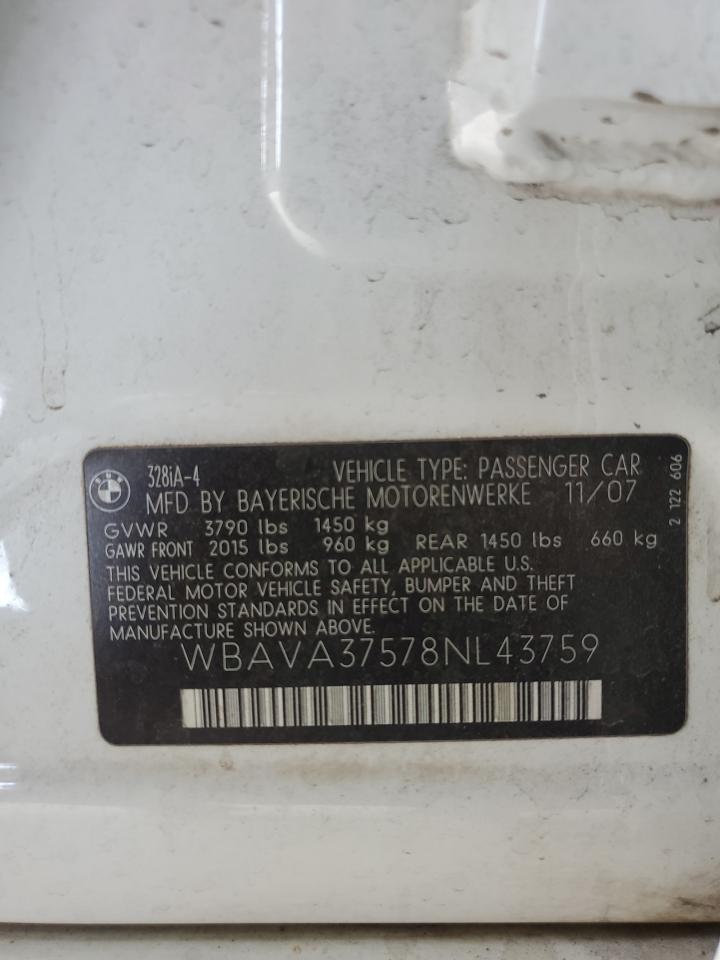 BMW
328iA-4
VEHICLE TYPE: PASSENGER CAR
MFD BY BAYERISCHE MOTORENWERKE 11/07
GVWR 3790 lbs 1450 kg
GAWR FRONT 2015 lbs 960 kg REAR 1450 lbs 660 kg
THIS VEHICLE CONFORMS TO ALL APPLICABLE U.S.
FEDERAL MOTOR VEHICLE SAFETY, BUMPER AND THEFT
PREVENTION STANDARDS IN EFFECT ON THE DATE OF
MANUFACTURE SHOWN ABOVE.
WBAVA37578NL43759
2 122 606